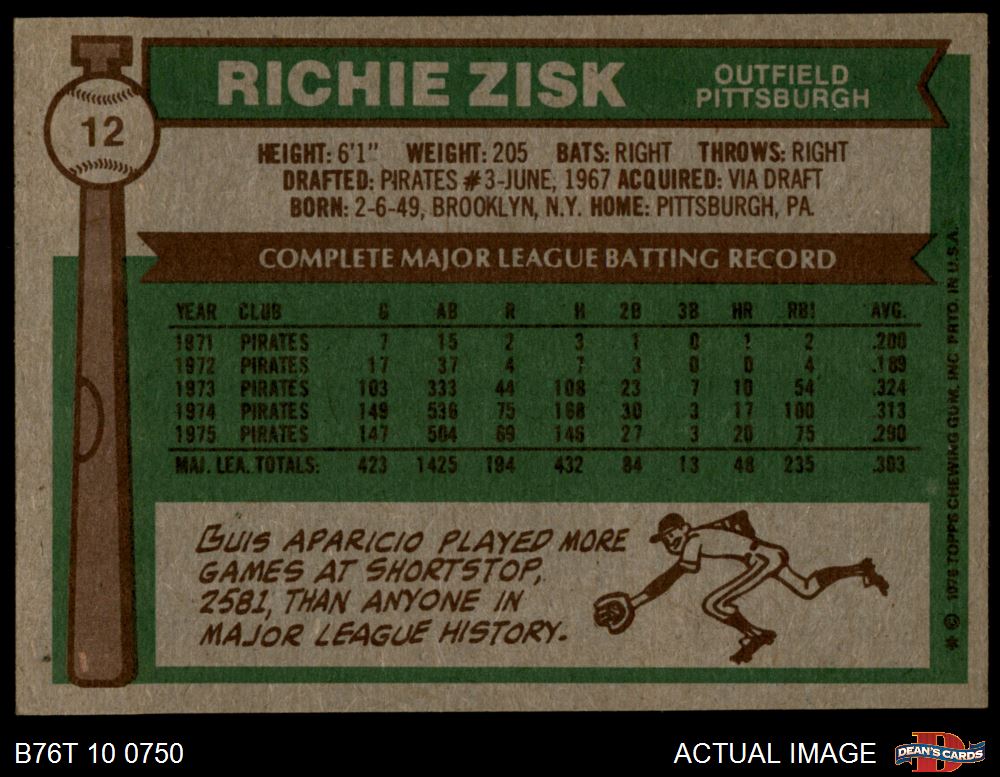 12
RICHIE ZISK
OUTFIELD
PITTSBURGH
HEIGHT: 6'1" WEIGHT: 205 BATS: RIGHT THROWS: RIGHT
DRAFTED: PIRATES #3-JUNE, 1967 ACQUIRED: VIA DRAFT
BORN: 2-6-49, BROOKLYN, N.Y. HOME: PITTSBURGH, PA.
COMPLETE MAJOR LEAGUE BATTING RECORD
YEAR CLUB G AB R H 2B 3B HR RBI AVG.
1971 PIRATES 7 15 2 3 1 0 1 2 .200
1972 PIRATES 17 37 4 7 3 0 0 4 .189
1973 PIRATES 103 333 44 108 23 7 10 54 .324
1974 PIRATES 149 536 75 168 30 3 17 100 .313
1975 PIRATES 147 504 69 146 27 3 20 75 .290
MAJ. LEA. TOTALS: 423 1425 194 432 84 13 48 235 .303
LUIS APARICIO PLAYED MORE
GAMES AT SHORTSTOP,
2581, THAN ANYONE IN
MAJOR LEAGUE HISTORY.
* © 1976 TOPPS CHEWING GUM, INC. PRTD. IN U.S.A.
B76T 10 0750
ACTUAL IMAGE
D
DEAN'S CARDS